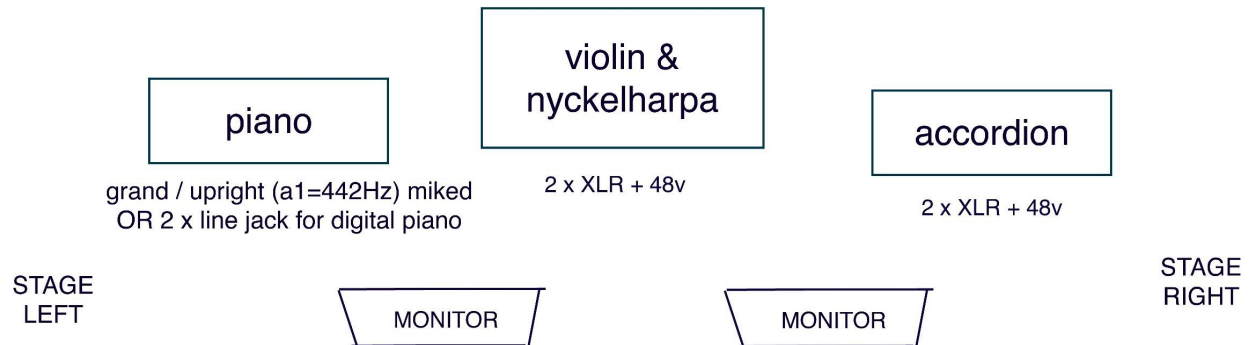 violin &
nyckelharpa
piano
accordion
grand / upright (a1=442Hz) miked
OR 2 x line jack for digital piano
2 x XLR + 48v
2 x XLR + 48v
STAGE
LEFT
STAGE
RIGHT
MONITOR
MONITOR